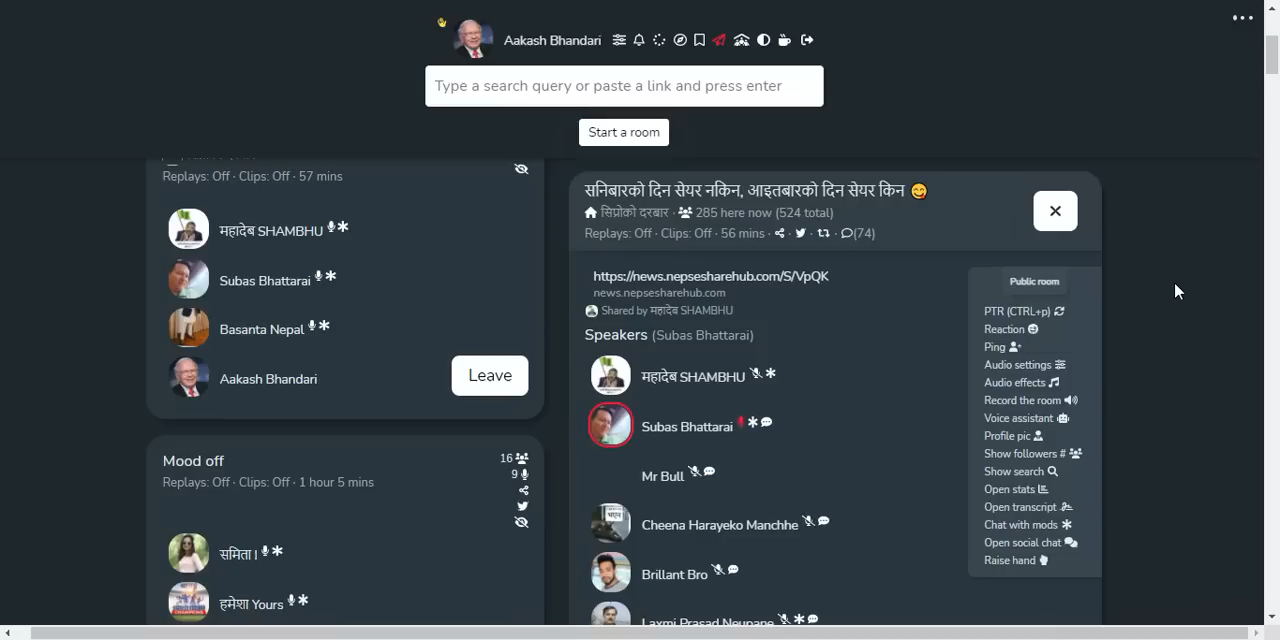 Aakash Bhandari
Type a search query or paste a link and press enter
Start a room
Replays: Off · Clips: Off · 57 mins
महादेब SHAMBHU
Subas Bhattarai
Basanta Nepal
Aakash Bhandari
Leave
Mood off
16
9
Replays: Off · Clips: Off · 1 hour 5 mins
समिता।
हमेशा Yours
सनिबारको दिन सेयर नकिन, आइतबारको दिन सेयर किन
सिप्रोको दरबार · 285 here now (524 total)
Replays: Off · Clips: Off · 56 mins · · · (74)
https://news.nepsesharehub.com/S/VpQK
news.nepsesharehub.com
Shared by महादेब SHAMBHU
Speakers (Subas Bhattarai)
महादेब SHAMBHU
Subas Bhattarai
Mr Bull
Cheena Harayeko Manchhe
Brillant Bro
Laxmi Prasad Neupane
Public room
PTR (CTRL+p)
Reaction
Ping
Audio settings
Audio effects
Record the room
Voice assistant
Profile pic
Show followers #
Show search
Open stats
Open transcript
Chat with mods
Open social chat
Raise hand